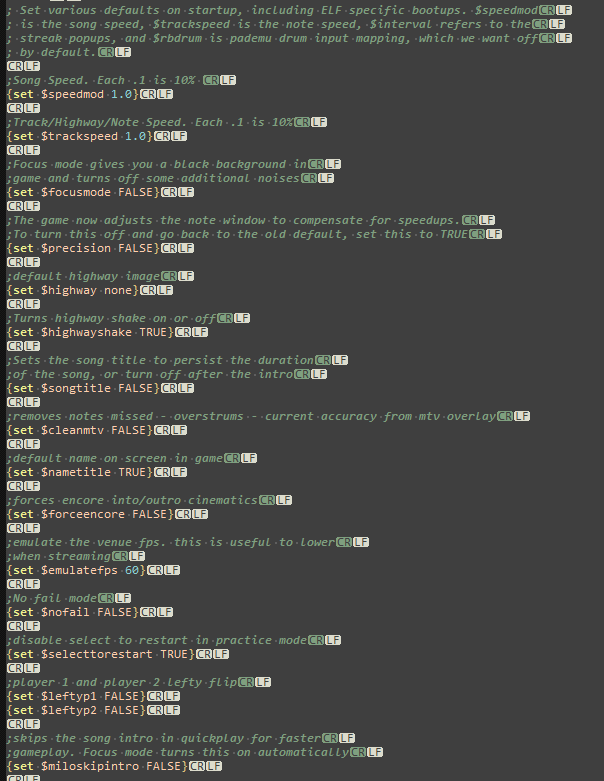 ; Set various defaults on startup, including ELF specific bootups. $speedmodCRLF
; is the song speed, $trackspeed is the note speed, $interval refers to theCRLF
; streak popups, and $rbdrum is pademu drum input mapping, which we want offCRLF
; by default.CRLF
CRLF
;Song Speed. Each .1 is 10% CRLF
{set $speedmod 1.0}CRLF
CRLF
;Track/Highway/Note Speed. Each .1 is 10%CRLF
{set $trackspeed 1.0}CRLF
CRLF
;Focus mode gives you a black background inCRLF
;game and turns off some additional noisesCRLF
{set $focusmode FALSE}CRLF
CRLF
;The game now adjusts the note window to compensate for speedups.CRLF
;To turn this off and go back to the old default, set this to TRUECRLF
{set $precision FALSE}CRLF
CRLF
;default highway imageCRLF
{set $highway none}CRLF
CRLF
;Turns highway shake on or offCRLF
{set $highwayshake TRUE}CRLF
CRLF
;Sets the song title to persist the durationCRLF
;of the song, or turn off after the introCRLF
{set $songtitle FALSE}CRLF
CRLF
;removes notes missed - overstrums - current accuracy from mtv overlayCRLF
{set $cleanmtv FALSE}CRLF
CRLF
;default name on screen in gameCRLF
{set $nametitle TRUE}CRLF
CRLF
;forces encore into/outro cinematicsCRLF
{set $forceencore FALSE}CRLF
CRLF
;emulate the venue fps. this is useful to lowerCRLF
;when streamingCRLF
{set $emulatefps 60}CRLF
CRLF
;No fail modeCRLF
{set $nofail FALSE}CRLF
CRLF
;disable select to restart in practice modeCRLF
{set $selecttorestart TRUE}CRLF
CRLF
;player 1 and player 2 lefty flipCRLF
{set $leftyp1 FALSE}CRLF
{set $leftyp2 FALSE}CRLF
CRLF
;skips the song intro in quickplay for fasterCRLF
;gameplay. Focus mode turns this on automaticallyCRLF
{set $miloskipintro FALSE}CRLF
CRLF